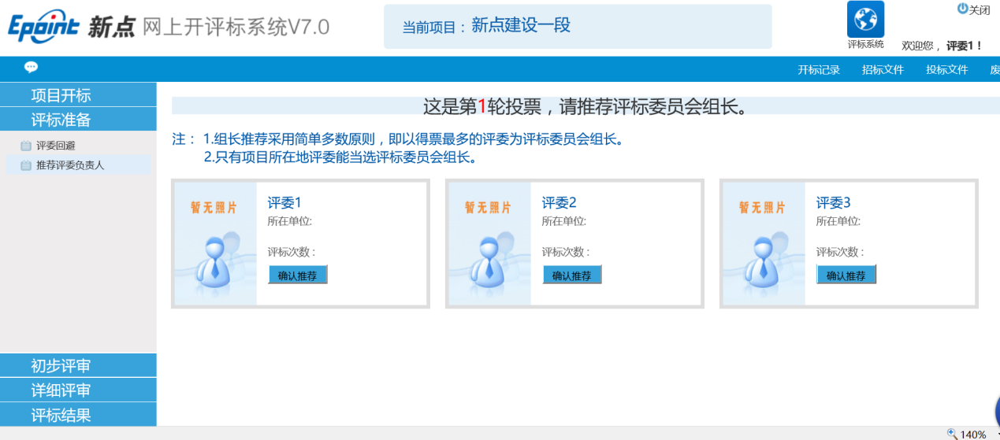 Epoint 新点 网上开评标系统V7.0
当前项目： 新点建设一段
关闭
评标系统
欢迎您， 评委1！
开标记录 招标文件 投标文件 废
项目开标
评标准备
评委回避
推荐评委负责人
初步评审
详细评审
评标结果
这是第1轮投票，请推荐评标委员会组长。
注： 1.组长推荐采用简单多数原则，即以得票最多的评委为评标委员会组长。
2.只有项目所在地评委能当选评标委员会组长。
暂无照片
评委1
所在单位:
评标次数：
确认推荐
暂无照片
评委2
所在单位:
评标次数：
确认推荐
暂无照片
评委3
所在单位:
评标次数：
确认推荐
140%